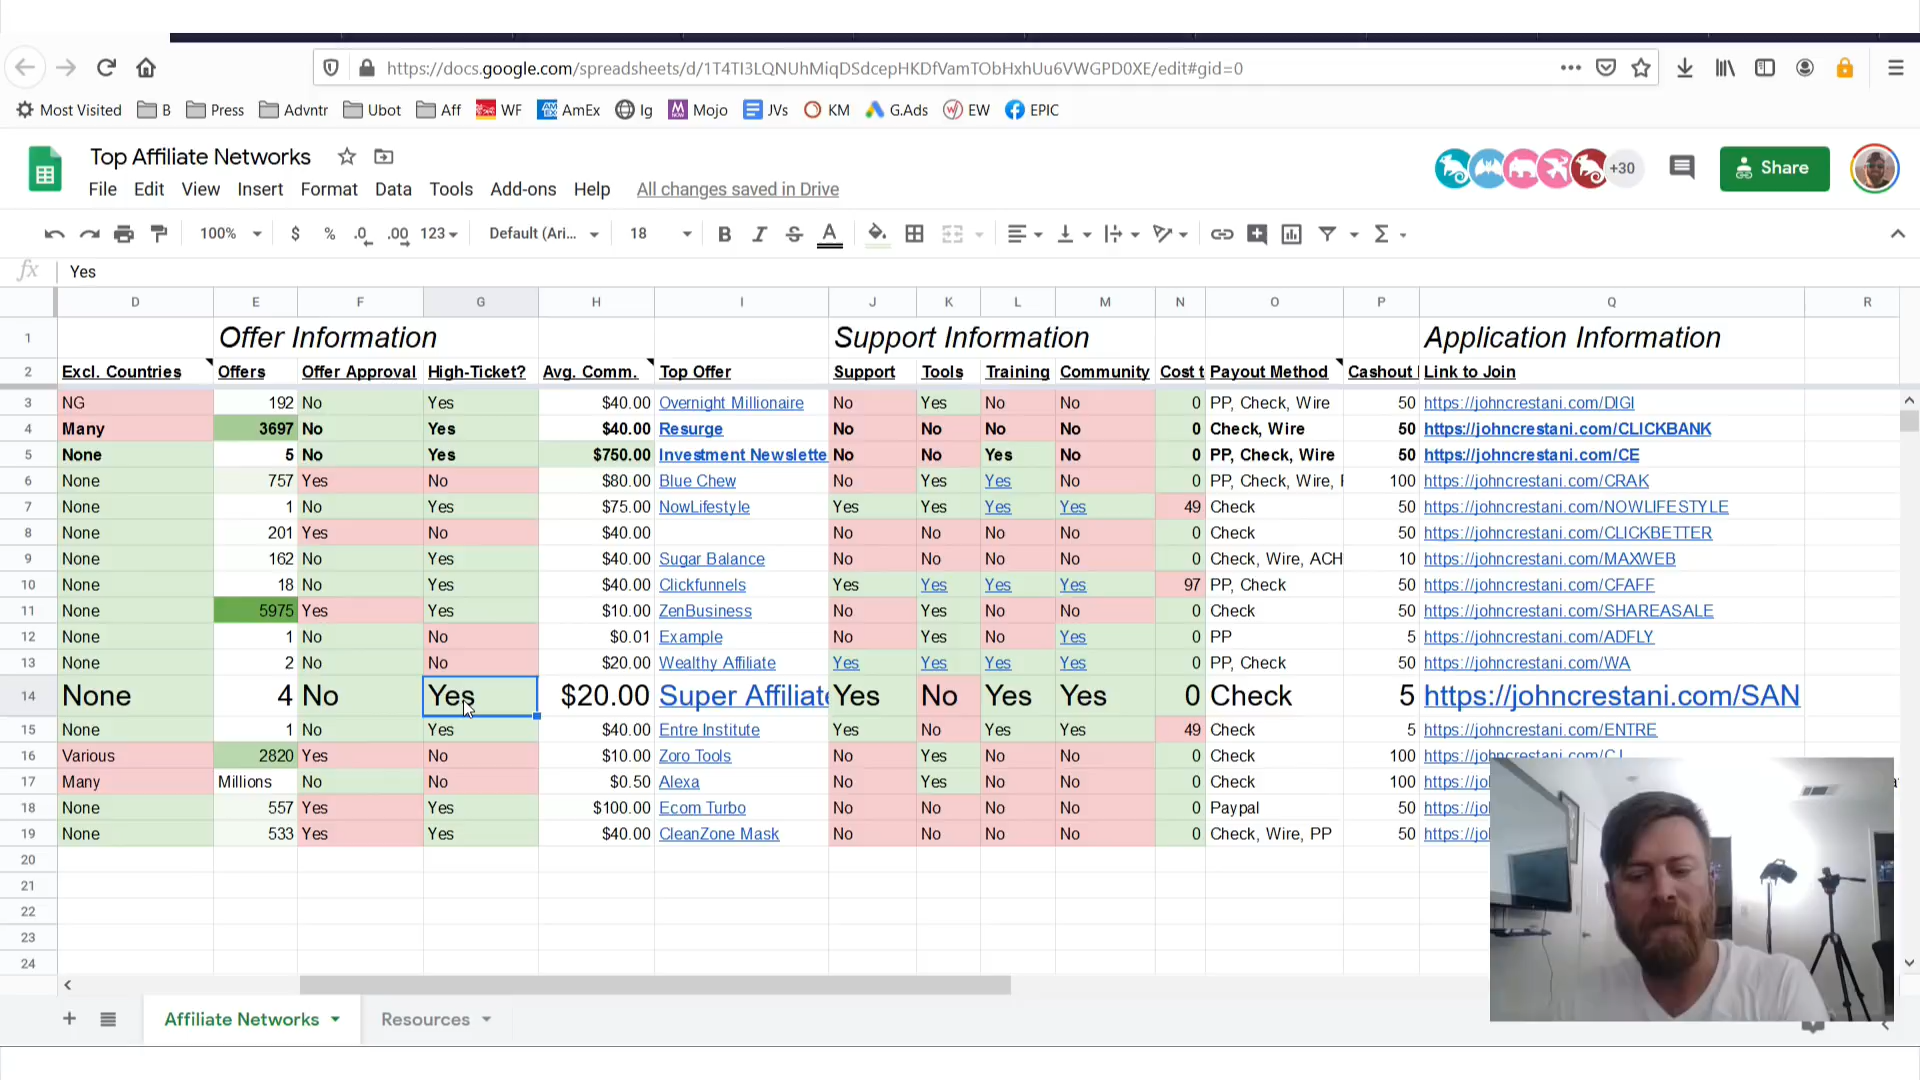 https://docs.google.com/spreadsheets/d/1T4TI3LQNUhMiqDSdcepHKDfVamTObHxhUu6VWGPD0XE/edit#gid=0
Most Visited B Press Advntr Ubot Aff WF AmEx Ig Mojo JVs KM G.Ads EW EPIC
Top Affiliate Networks
+30
Share
File Edit View Insert Format Data Tools Add-ons Help All changes saved in Drive
100% $ % .0 .00 123 Default (Ari... 18 B I S A
fx Yes
D E F G H I J K L M N O P Q R
1 Offer Information Support Information Application Information
2 Excl. Countries Offers Offer Approval High-Ticket? Avg. Comm. Top Offer Support Tools Training Community Cost t Payout Method Cashout Link to Join
3 NG 192 No Yes $40.00 Overnight Millionaire No Yes No No 0 PP, Check, Wire 50 https://johncrestani.com/DIGI
4 Many 3697 No Yes $40.00 Resurge No No No No 0 Check, Wire 50 https://johncrestani.com/CLICKBANK
5 None 5 No Yes $750.00 Investment Newslette No No Yes No 0 PP, Check, Wire 50 https://johncrestani.com/CE
6 None 757 Yes No $80.00 Blue Chew No Yes Yes No 0 PP, Check, Wire, 100 https://johncrestani.com/CRAK
7 None 1 No Yes $75.00 NowLifestyle Yes Yes Yes Yes 49 Check 50 https://johncrestani.com/NOWLIFESTYLE
8 None 201 Yes No $40.00 No No No No 0 Check 50 https://johncrestani.com/CLICKBETTER
9 None 162 No Yes $40.00 Sugar Balance No No No No 0 Check, Wire, ACH 10 https://johncrestani.com/MAXWEB
10 None 18 No Yes $40.00 Clickfunnels Yes Yes Yes Yes 97 PP, Check 50 https://johncrestani.com/CFAFF
11 None 5975 Yes Yes $10.00 ZenBusiness No Yes No No 0 Check 50 https://johncrestani.com/SHAREASALE
12 None 1 No No $0.01 Example No Yes No Yes 0 PP 5 https://johncrestani.com/ADFLY
13 None 2 No No $20.00 Wealthy Affiliate Yes Yes Yes Yes 0 PP, Check 50 https://johncrestani.com/WA
14 None 4 No Yes $20.00 Super Affiliate Yes No Yes Yes 0 Check 5 https://johncrestani.com/SAN
15 None 1 No Yes $40.00 Entre Institute Yes No Yes Yes 49 Check 5 https://johncrestani.com/ENTRE
16 Various 2820 Yes No $10.00 Zoro Tools No Yes No No 0 Check 100 https://johncrestani.com/CJ
17 Many Millions No No $0.50 Alexa No Yes No No 0 Check 100 https://jo
18 None 557 Yes Yes $100.00 Ecom Turbo No No No No 0 Paypal 50 https://jo
19 None 533 Yes Yes $40.00 CleanZone Mask No No No No 0 Check, Wire, PP 50 https://jo
20
21
22
23
24
Affiliate Networks Resources